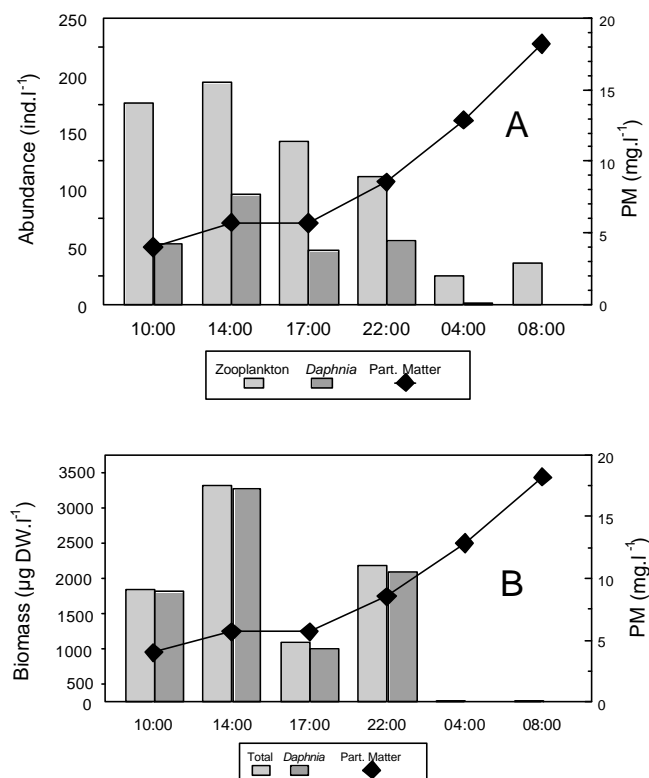 250
200
150
100
50
0
Abundance (ind.l-1)
20
15
10
5
0
PM (mg.l-1)
A
10:00 14:00 17:00 22:00 04:00 08:00
Zooplankton Daphnia Part. Matter
3500
3000
2500
2000
1500
1000
500
0
Biomass (µg DW.l-1)
20
15
10
5
0
PM (mg.l-1)
B
10:00 14:00 17:00 22:00 04:00 08:00
Total Daphnia Part. Matter